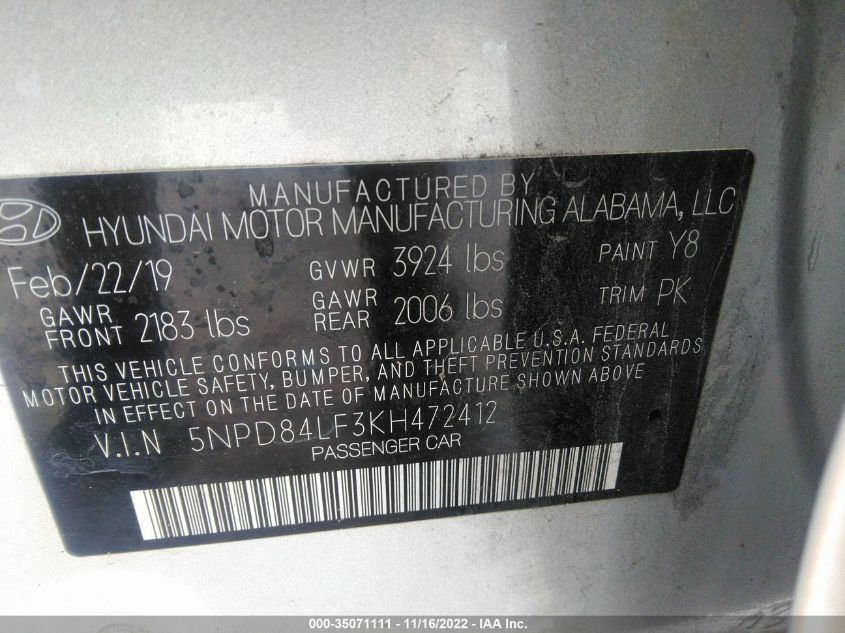 MANUFACTURED BY
HYUNDAI MOTOR MANUFACTURING ALABAMA, LLC
Feb/22/19 GVWR 3924 lbs PAINT Y8
GAWR FRONT 2183 lbs GAWR REAR 2006 lbs TRIM PK
THIS VEHICLE CONFORMS TO ALL APPLICABLE U.S.A. FEDERAL
MOTOR VEHICLE SAFETY, BUMPER, AND THEFT PREVENTION STANDARDS
IN EFFECT ON THE DATE OF MANUFACTURE SHOWN ABOVE
V.I.N 5NPD84LF3KH472412
PASSENGER CAR
000-35071111 - 11/16/2022 - IAA Inc.